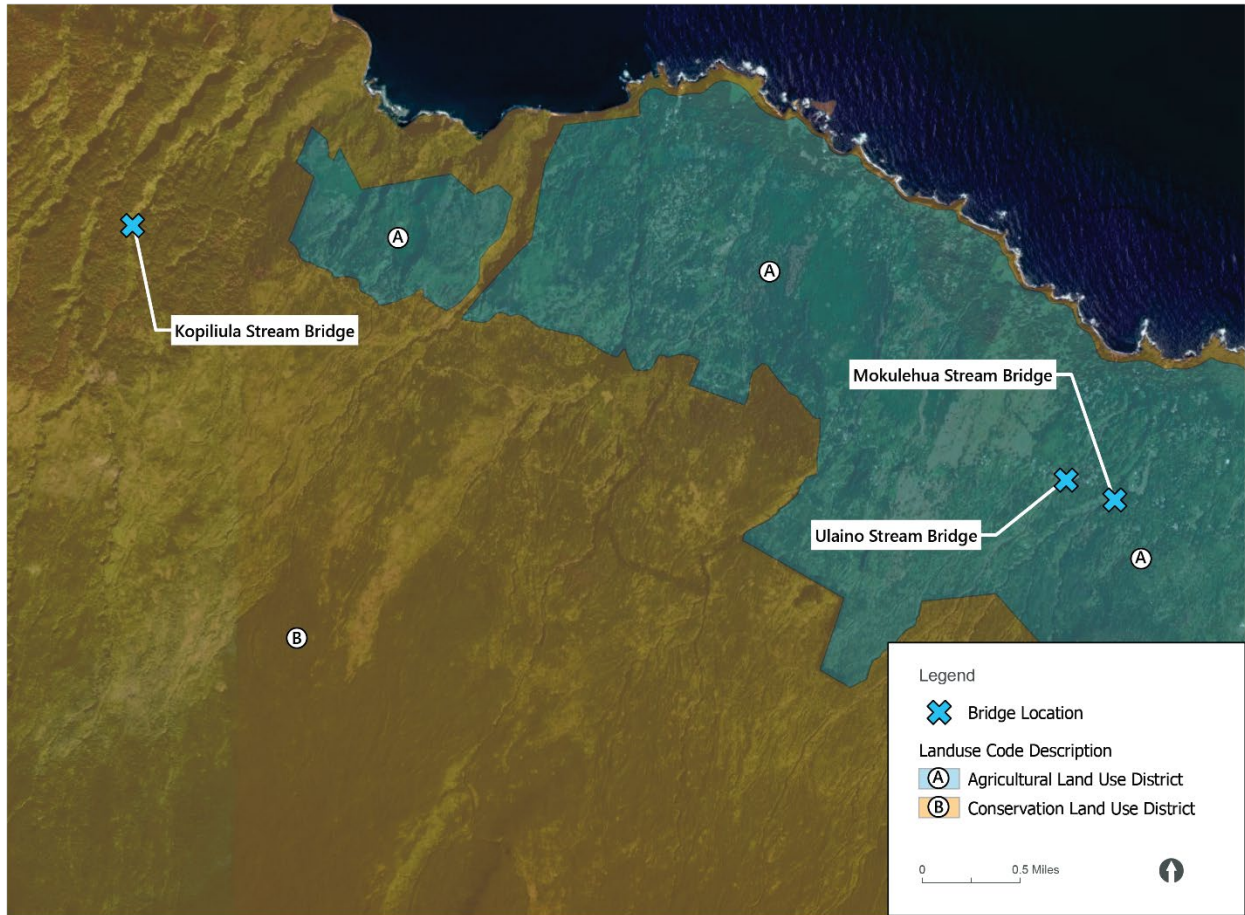 A
A
Kopiliula Stream Bridge
Mokulehua Stream Bridge
Ulaino Stream Bridge
A
B
Legend
Bridge Location
Landuse Code Description
A Agricultural Land Use District
B Conservation Land Use District
0 0.5 Miles